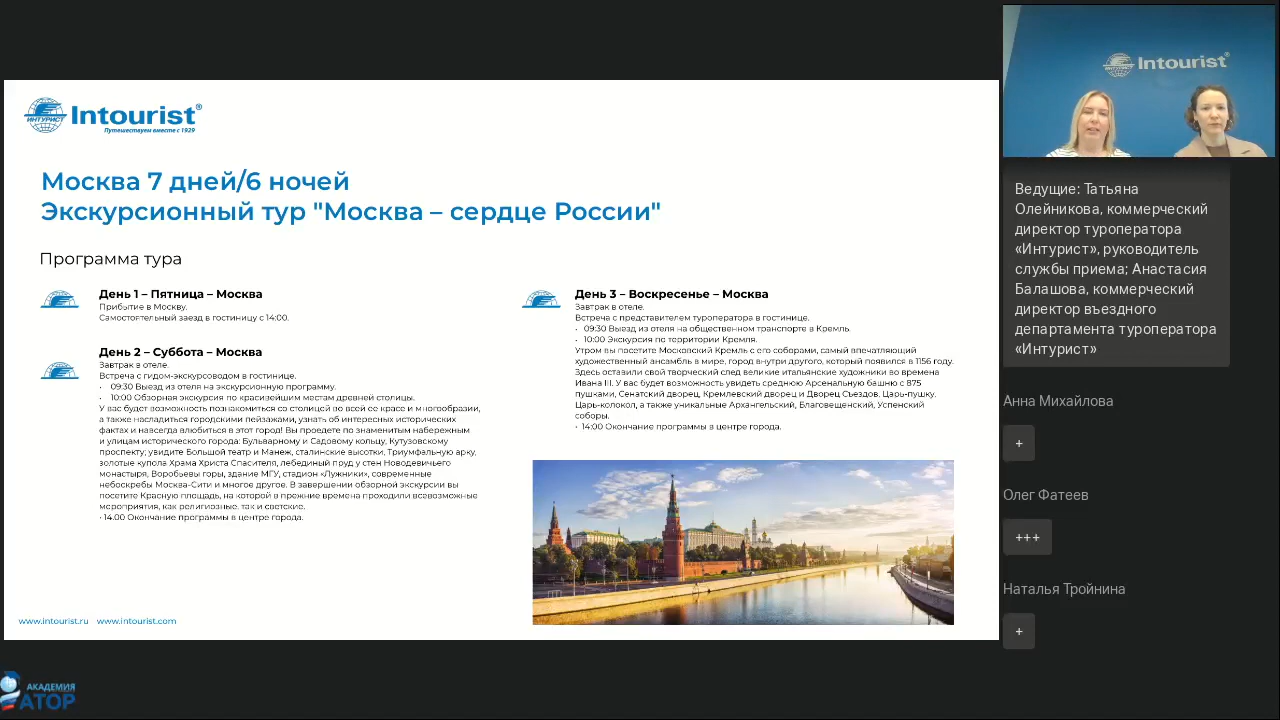 ИНТУРИСТ Intourist®
Путешествуем вместе с 1929
Москва 7 дней/6 ночей
Экскурсионный тур "Москва – сердце России"
Программа тура
День 1 – Пятница – Москва
Прибытие в Москву.
Самостоятельный заезд в гостиницу с 14:00.
День 2 – Суббота – Москва
Завтрак в отеле.
Встреча с гидом-экскурсоводом в гостинице.
• 09:30 Выезд из отеля на экскурсионную программу.
• 10:00 Обзорная экскурсия по красивейшим местам древней столицы.
У вас будет возможность познакомиться со столицей во всей ее красе и многообразии,
а также насладиться городскими пейзажами, узнать об интересных исторических
фактах и навсегда влюбиться в этот город! Вы проедете по знаменитым набережным
и улицам исторического города: Бульварному и Садовому кольцу, Кутузовскому
проспекту; увидите Большой театр и Манеж, сталинские высотки, Триумфальную арку,
золотые купола Храма Христа Спасителя, лебединый пруд у стен Новодевичьего
монастыря, Воробьевы горы, здание МГУ, стадион «Лужники», современные
небоскребы Москва-Сити и многое другое. В завершении обзорной экскурсии вы
посетите Красную площадь, на которой в прежние времена проходили всевозможные
мероприятия, как религиозные, так и светские.
• 14.00 Окончание программы в центре города.
День 3 – Воскресенье – Москва
Завтрак в отеле.
Встреча с представителем туроператора в гостинице.
• 09:30 Выезд из отеля на общественном транспорте в Кремль.
• 10:00 Экскурсия по территории Кремля.
Утром вы посетите Московский Кремль с его соборами, самый впечатляющий
художественный ансамбль в мире, город внутри другого, который появился в 1156 году.
Здесь оставили свой творческий след великие итальянские художники во времена
Ивана III. У вас будет возможность увидеть среднюю Арсенальную башню с 875
пушками, Сенатский дворец, Кремлевский дворец и Дворец Съездов, Царь-пушку,
Царь-колокол, а также уникальные Архангельский, Благовещенский, Успенский
соборы.
• 14:00 Окончание программы в центре города.
www.intourist.ru www.intourist.com
АКАДЕМИЯ
АТОР
ИНТУРИСТ Intourist®
Ведущие: Татьяна
Олейникова, коммерческий
директор туроператора
«Интурист», руководитель
службы приема; Анастасия
Балашова, коммерческий
директор въездного
департамента туроператора
«Интурист»
Анна Михайлова
+
Олег Фатеев
+++
Наталья Тройнина
+